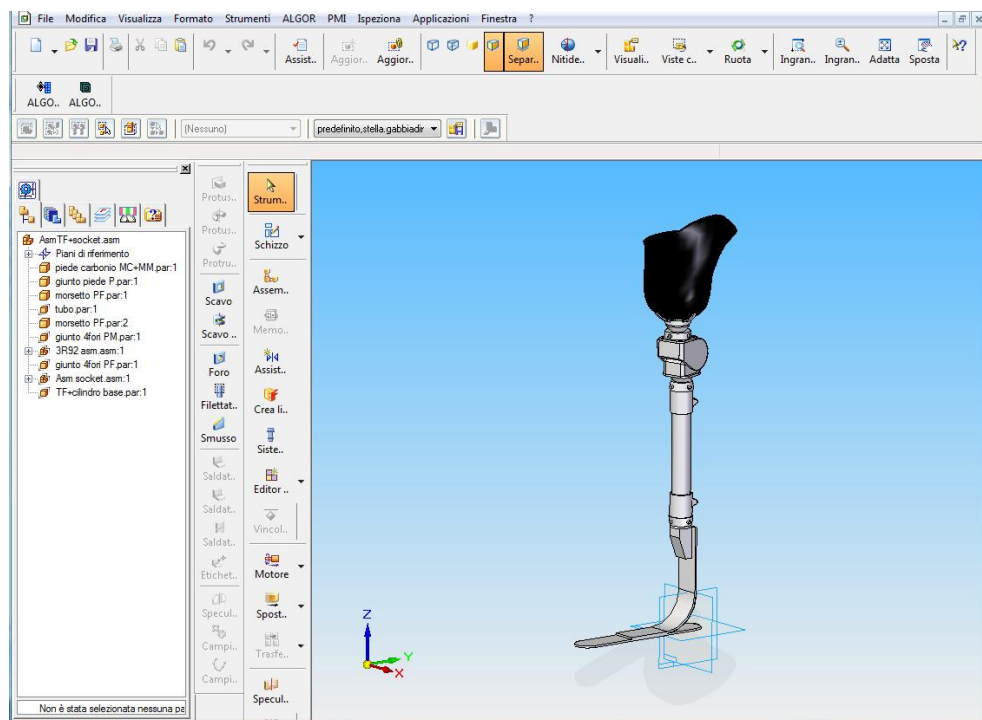 File Modifica Visualizza Formato Strumenti ALGOR PMI Ispeziona Applicazioni Finestra ?
Assist.. Aggior.. Aggior.. Separ.. Nitide.. Visuali.. Viste c.. Ruota Ingran.. Ingran.. Adatta Sposta
ALGO.. ALGO..
(Nessuno) predefinito,stella,gabbiadir
AsmTF+socket.asm
Piani di riferimento
piede carbonio MC+MM.par:1
giunto piede P.par:1
morsetto PF.par:1
tubo.par:1
morsetto PF.par:2
giunto 4fori PM.par:1
3R92 asm.asm:1
giunto 4fori PF.par:1
Asm socket.asm:1
TF+cilindro base.par:1
Non è stata selezionata nessuna pa
Protus..
Protus..
Protru..
Scavo
Scavo ..
Foro
Filettat..
Smusso
Saldat..
Saldat..
Saldat..
Etichet..
Specul..
Campi..
Campi..
Strum..
Schizzo
Assem..
Memo..
Assist..
Crea li..
Siste..
Editor ..
Vincol..
Motore
Spost..
Trasfe..
Specul..
Z
Y
X